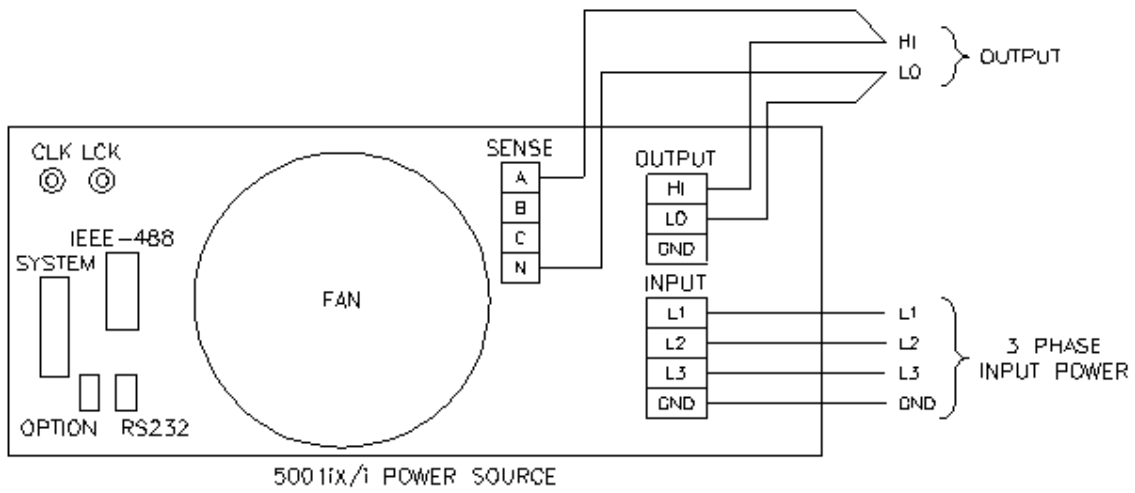 HI
LO
OUTPUT
CLK LCK
SENSE
A
B
C
N
OUTPUT
HI
LO
GND
IEEE-488
SYSTEM
FAN
INPUT
L1
L2
L3
GND
L1
L2
L3
GND
3 PHASE
INPUT POWER
OPTION
RS232
5001iX/i POWER SOURCE